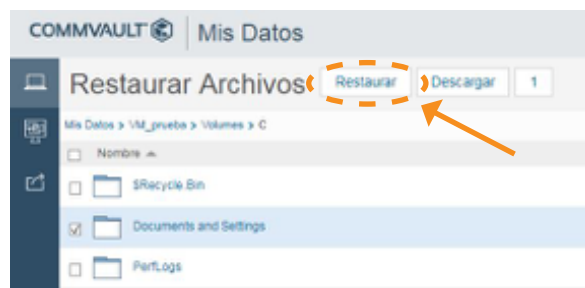 COMMVAULT Mis Datos
Restaurar Archivos Restaurar Descargar 1
Mis Datos > VM_prueba > Volumes > C
Nombre
$Recycle.Bin
Documents and Settings
PerfLogs